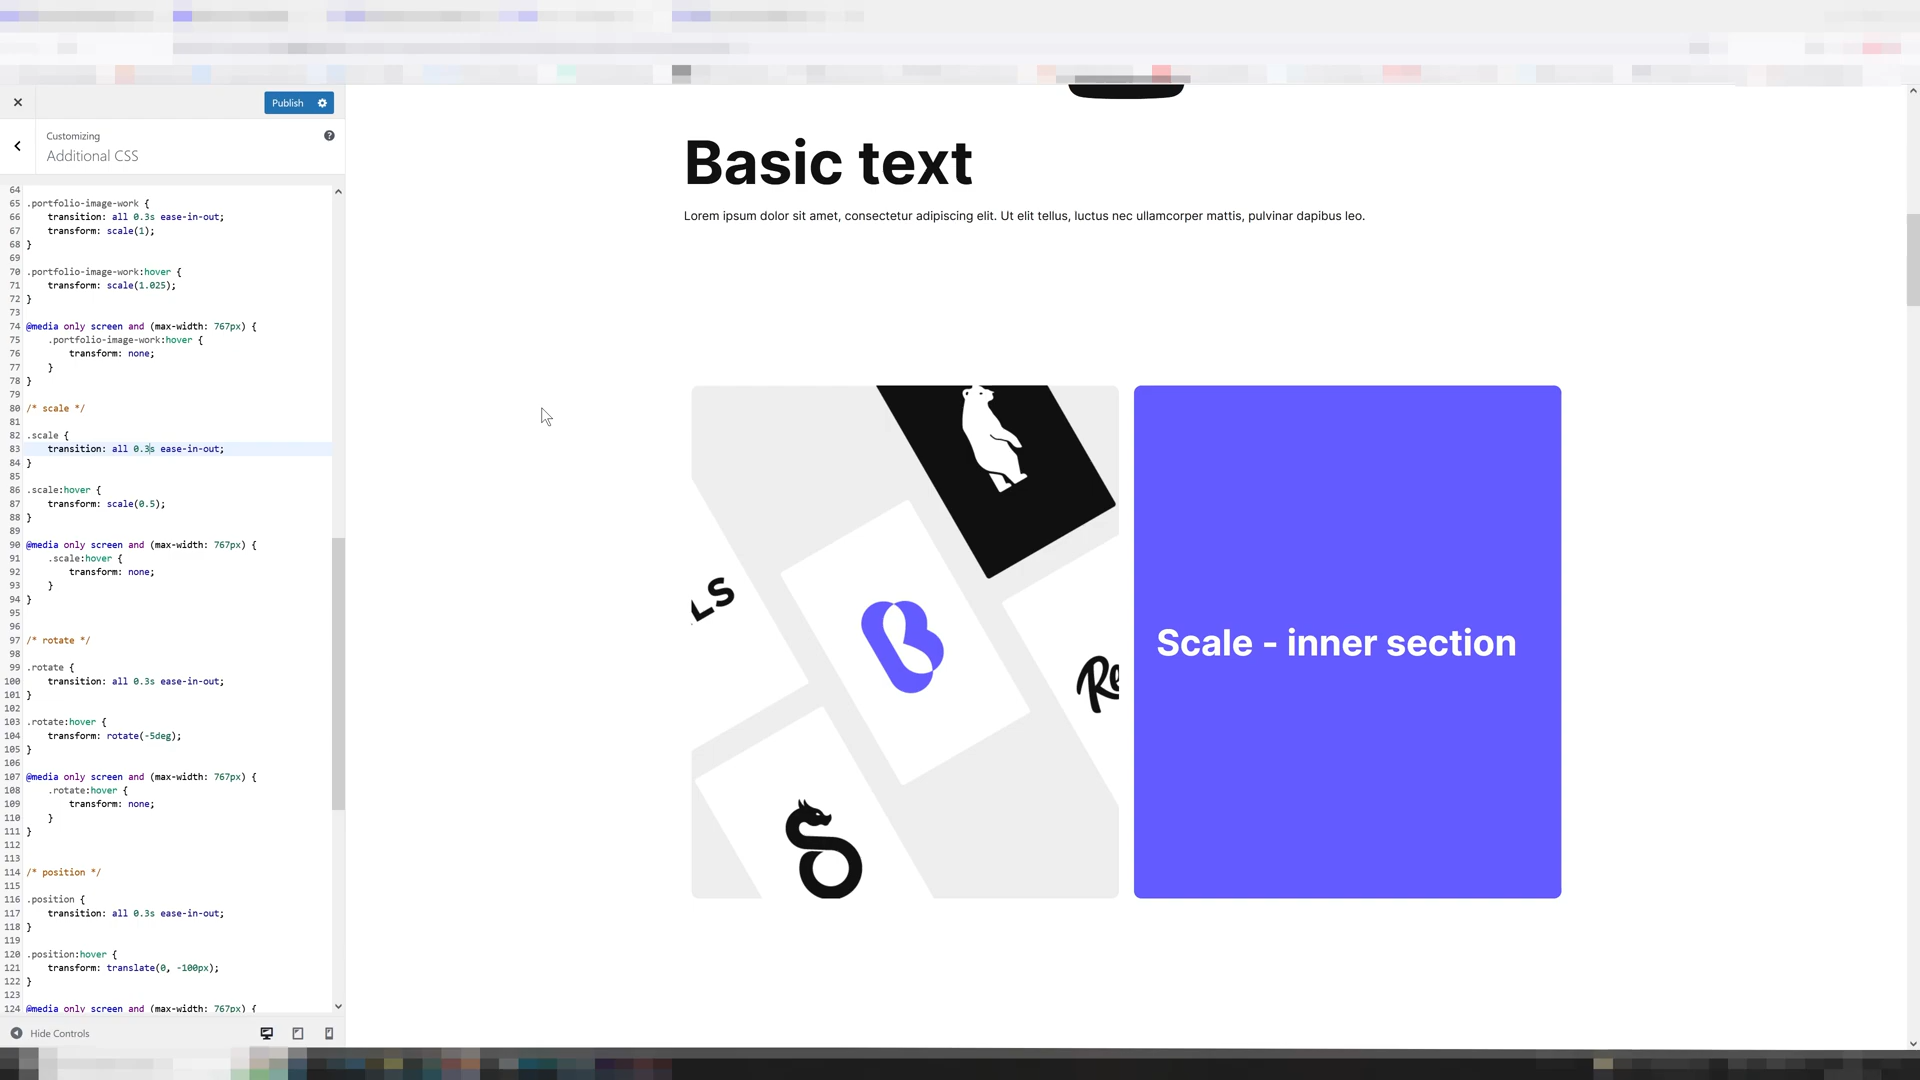 Publish
Customizing
Additional CSS
64
65 .portfolio-image-work {
66 transition: all 0.3s ease-in-out;
67 transform: scale(1);
68 }
69
70 .portfolio-image-work:hover {
71 transform: scale(1.025);
72 }
73
74 @media only screen and (max-width: 767px) {
75 .portfolio-image-work:hover {
76 transform: none;
77 }
78 }
79
80 /* scale */
81
82 .scale {
83 transition: all 0.3s ease-in-out;
84 }
85
86 .scale:hover {
87 transform: scale(0.5);
88 }
89
90 @media only screen and (max-width: 767px) {
91 .scale:hover {
92 transform: none;
93 }
94 }
95
96
97 /* rotate */
98
99 .rotate {
100 transition: all 0.3s ease-in-out;
101 }
102
103 .rotate:hover {
104 transform: rotate(-5deg);
105 }
106
107 @media only screen and (max-width: 767px) {
108 .rotate:hover {
109 transform: none;
110 }
111 }
112
113
114 /* position */
115
116 .position {
117 transition: all 0.3s ease-in-out;
118 }
119
120 .position:hover {
121 transform: translate(0, -100px);
122 }
123
124 @media only screen and (max-width: 767px) {
Hide Controls
Basic text
Lorem ipsum dolor sit amet, consectetur adipiscing elit. Ut elit tellus, luctus nec ullamcorper mattis, pulvinar dapibus leo.
LS
B
Re
Scale - inner section